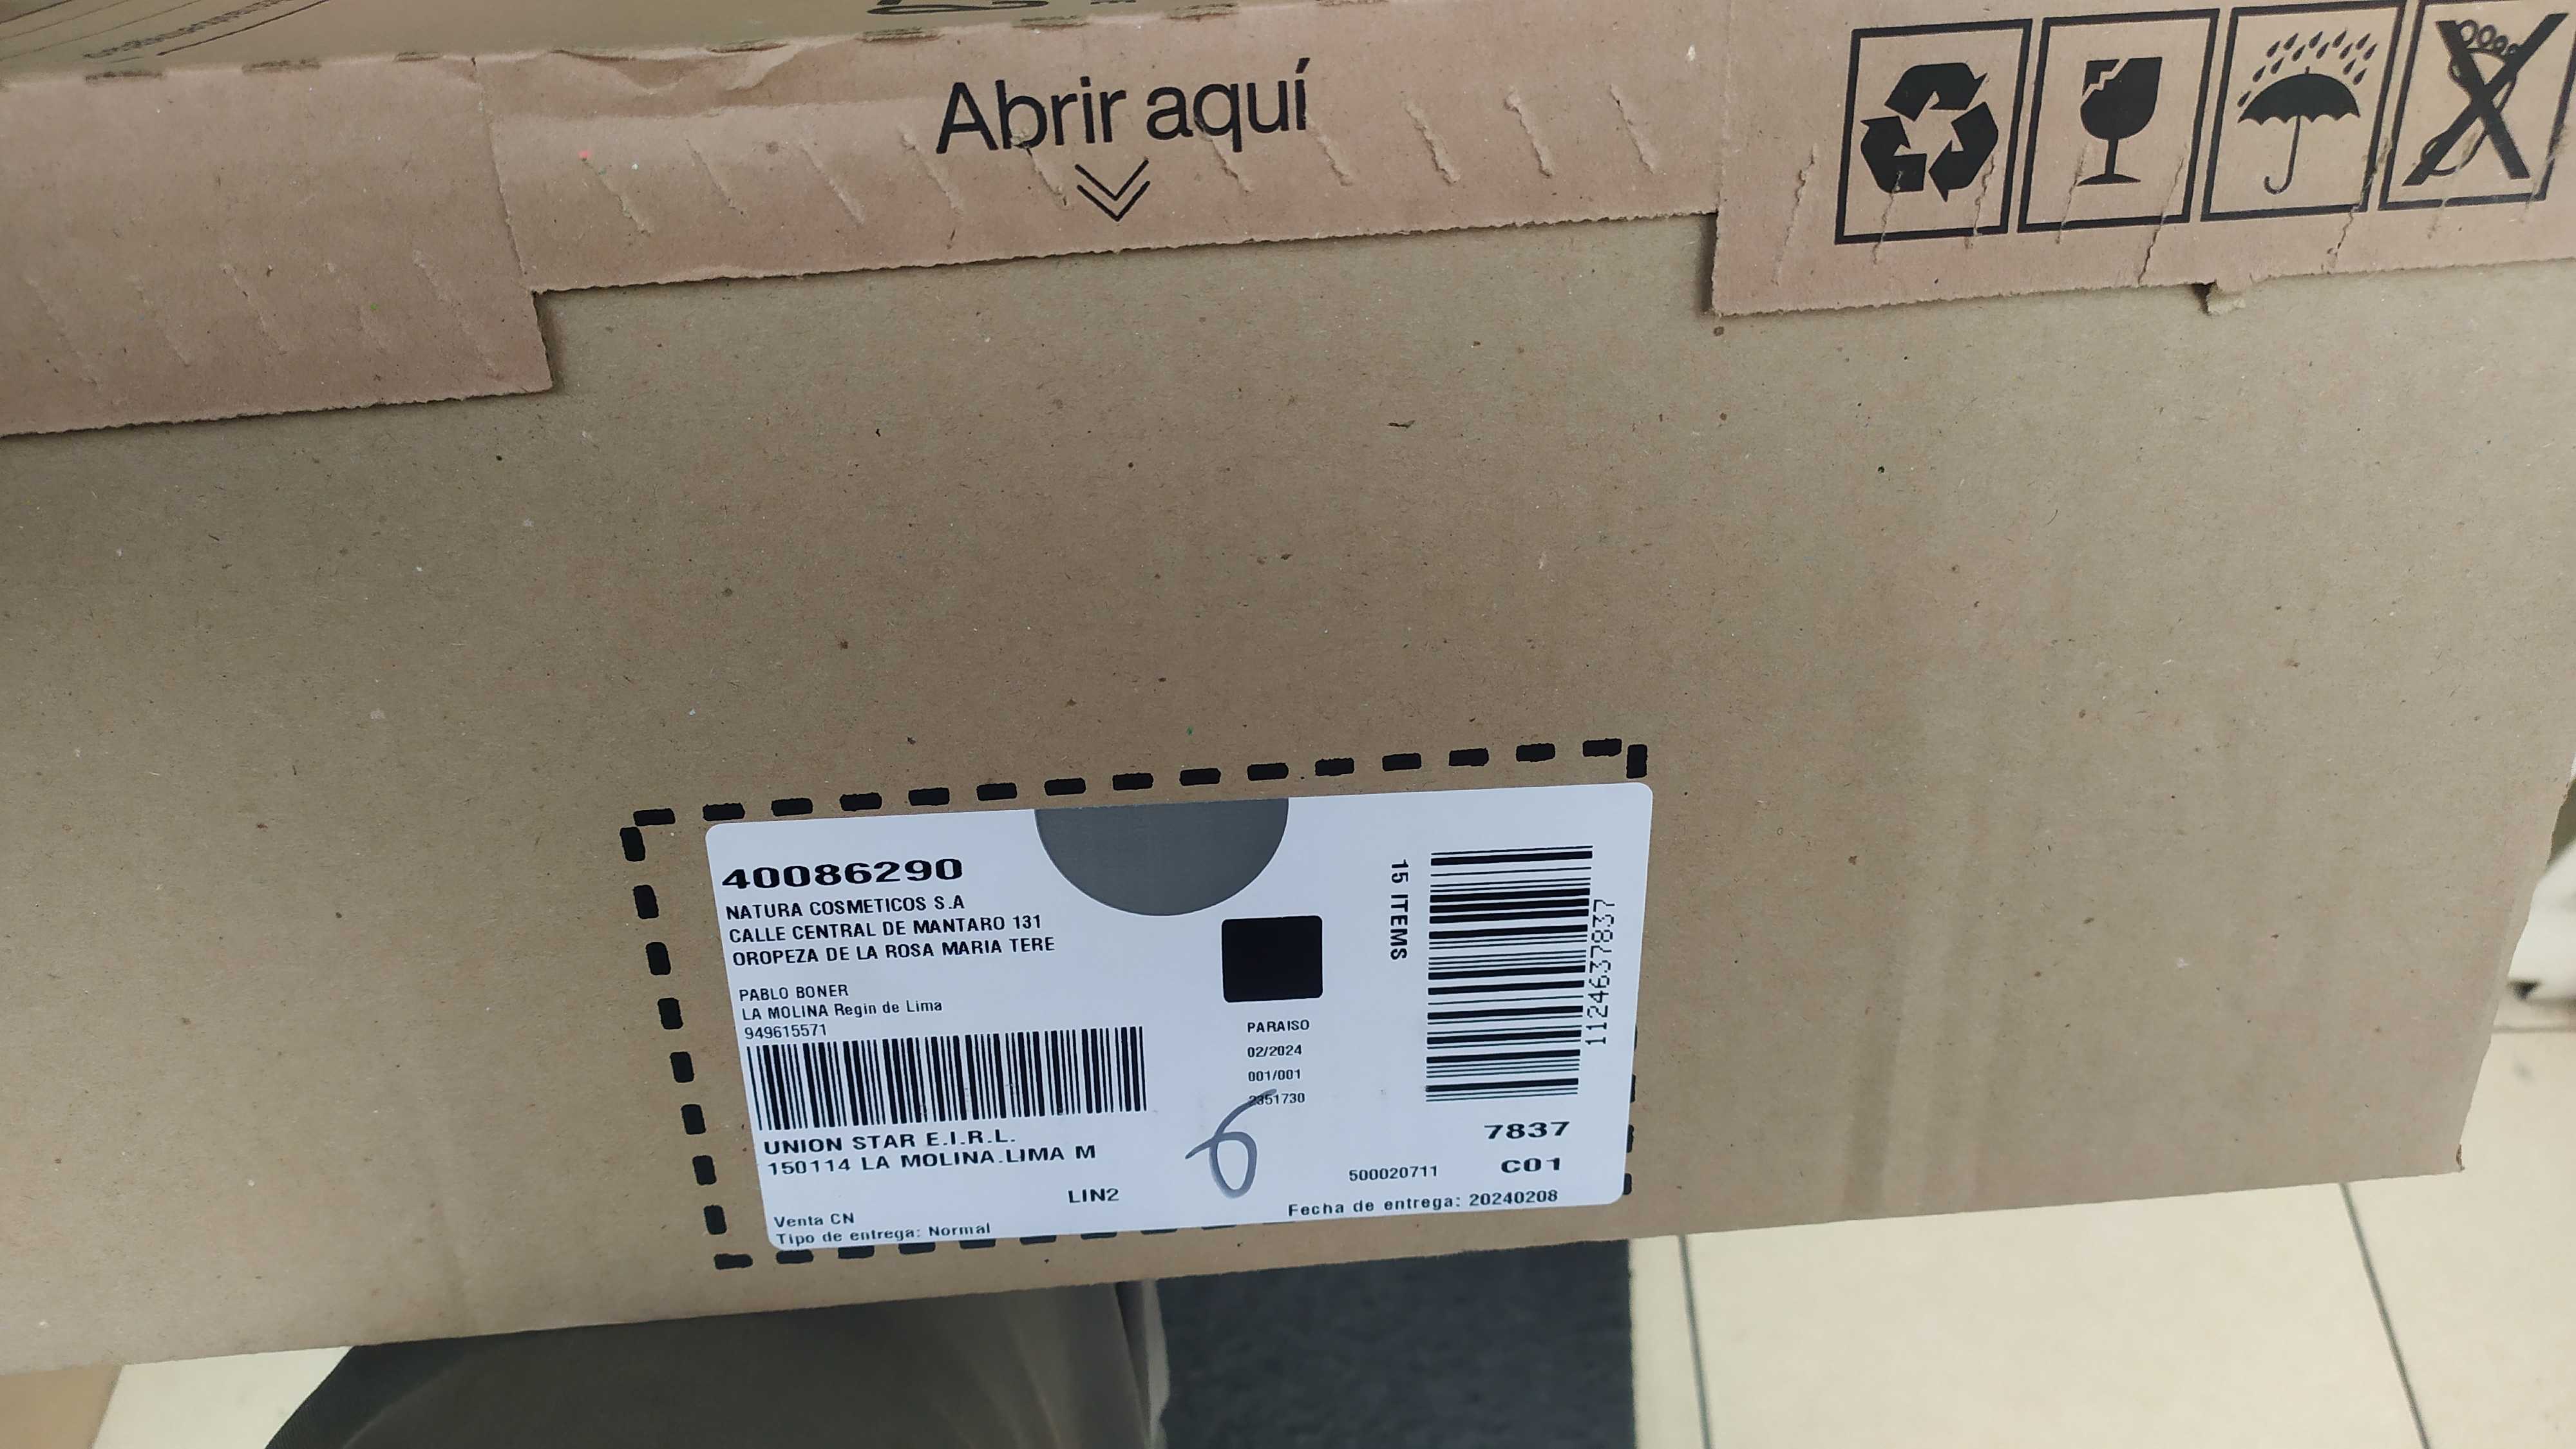 Abrir aquí
40086290
NATURA COSMETICOS S.A
CALLE CENTRAL DE MANTARO 131
OROPEZA DE LA ROSA MARIA TERE
PABLO BONER
LA MOLINA Regin de Lima
949615571
UNION STAR E.I.R.L.
150114 LA MOLINA.LIMA M
LIN2
Venta CN
Tipo de entrega: Normal
PARAISO
02/2024
001/001
2351730
6
15 ITEMS
1124637837
7837
500020711 C01
Fecha de entrega: 20240208